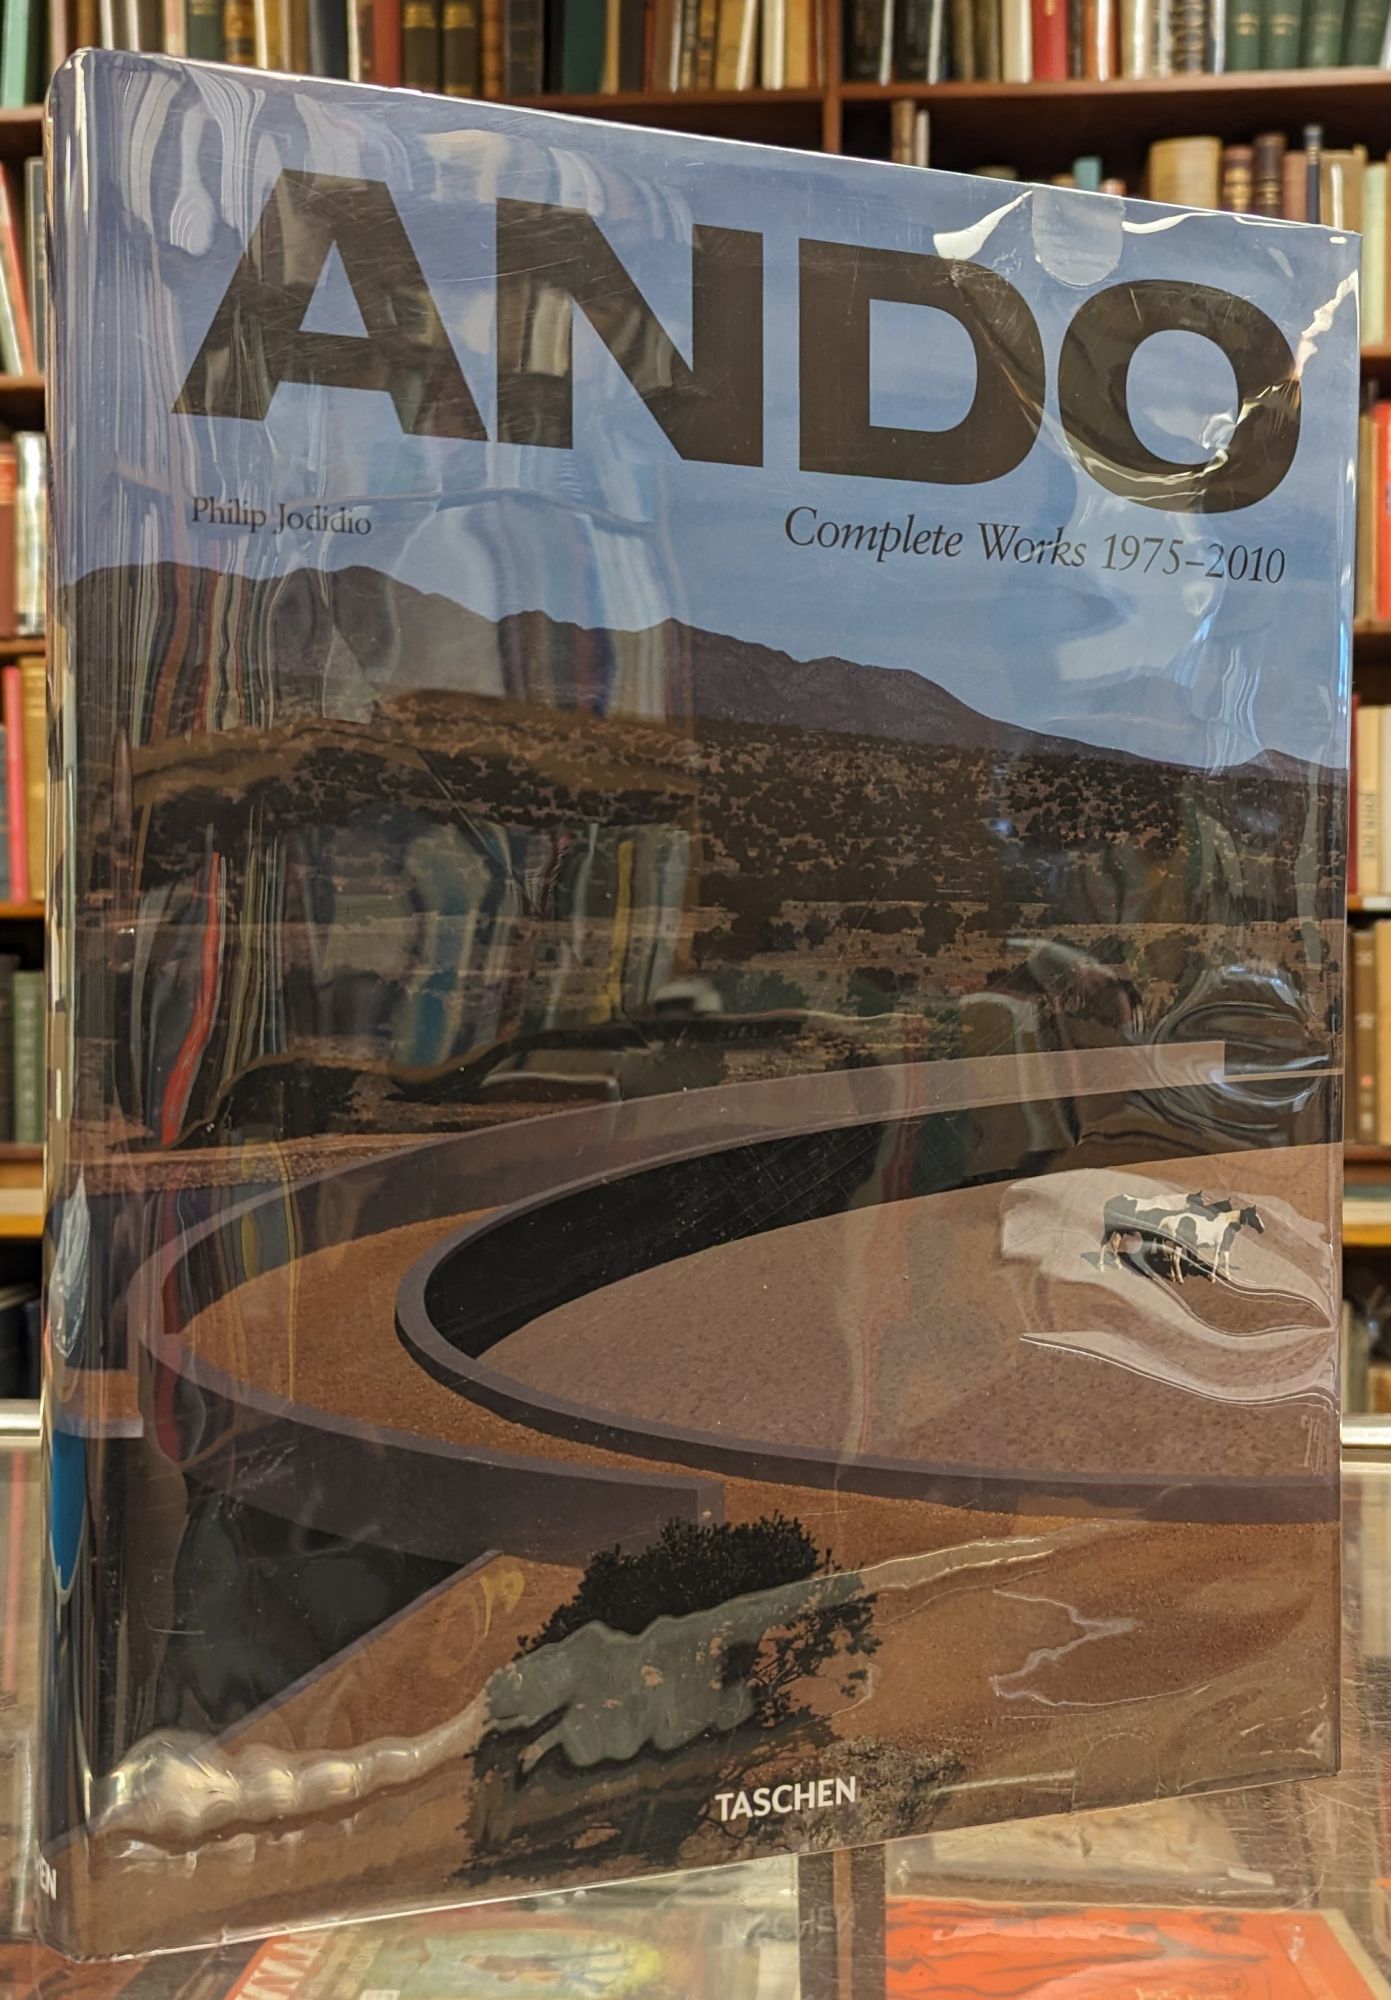 ANDO
Philip Jodidio
Complete Works 1975–2010
TASCHEN